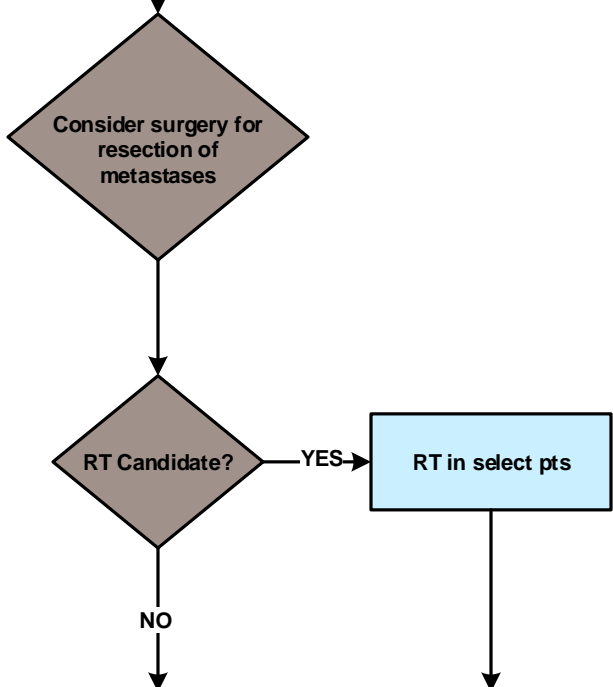 Consider surgery for
resection of
metastases
RT Candidate?
YES
RT in select pts
NO